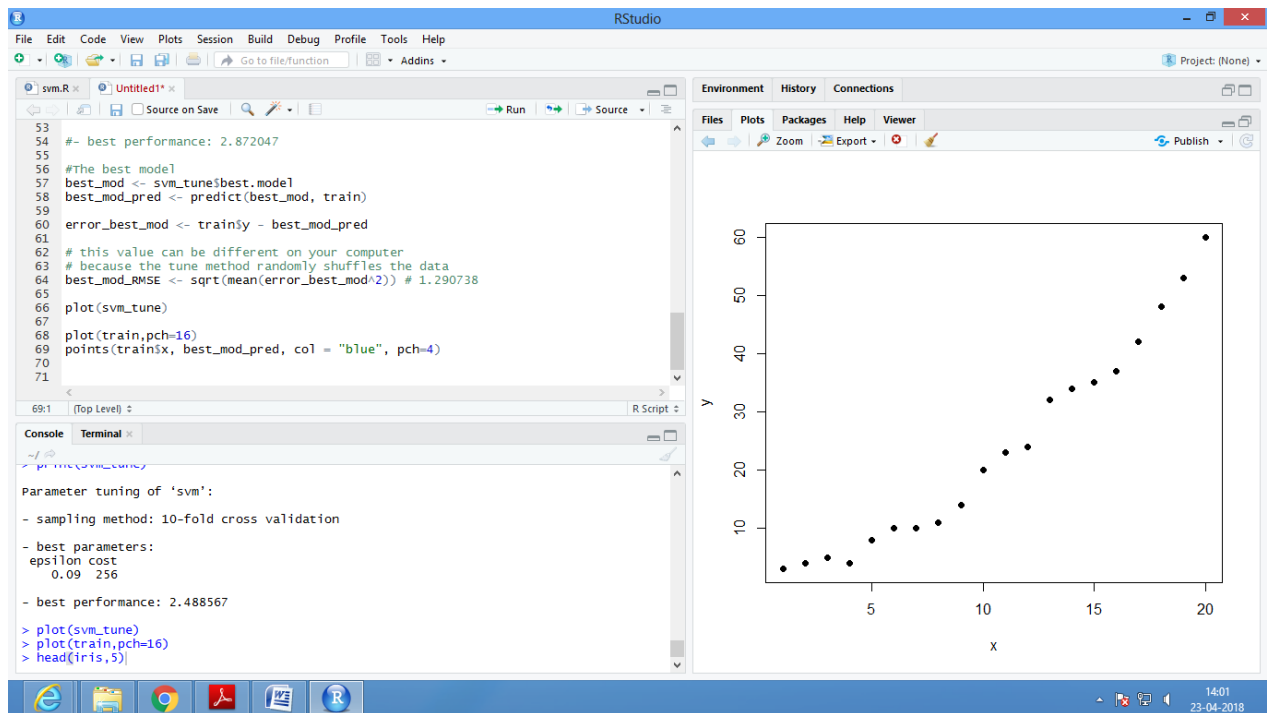 RStudio
File Edit Code View Plots Session Build Debug Profile Tools Help
Go to file/function
Addins
Project: (None)
svm.R
Untitled1*
Source on Save
Run
Source
53
54 #- best performance: 2.872047
55
56 #The best model
57 best_mod <- svm_tune$best.model
58 best_mod_pred <- predict(best_mod, train)
59
60 error_best_mod <- train$y - best_mod_pred
61
62 # this value can be different on your computer
63 # because the tune method randomly shuffles the data
64 best_mod_RMSE <- sqrt(mean(error_best_mod^2)) # 1.290738
65
66 plot(svm_tune)
67
68 plot(train,pch=16)
69 points(train$x, best_mod_pred, col = "blue", pch=4)
70
71
69:1 (Top Level) R Script
Console Terminal
~/
> print(svm_tune)
Parameter tuning of ‘svm’:
- sampling method: 10-fold cross validation
- best parameters:
epsilon cost
0.09 256
- best performance: 2.488567
> plot(svm_tune)
> plot(train,pch=16)
> head(iris,5)
Environment History Connections
Files Plots Packages Help Viewer
Zoom Export Publish
60
50
40
30
20
10
y
5 10 15 20
x
14:01
23-04-2018